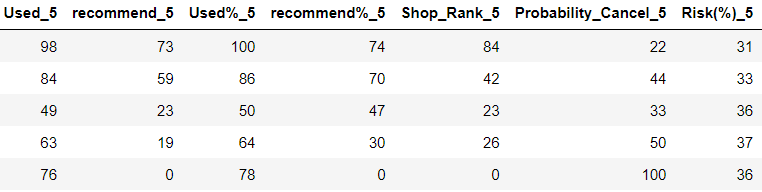 Used_5 recommend_5 Used%_5 recommend%_5 Shop_Rank_5 Probability_Cancel_5 Risk(%)_5
98 73 100 74 84 22 31
84 59 86 70 42 44 33
49 23 50 47 23 33 36
63 19 64 30 26 50 37
76 0 78 0 0 100 36